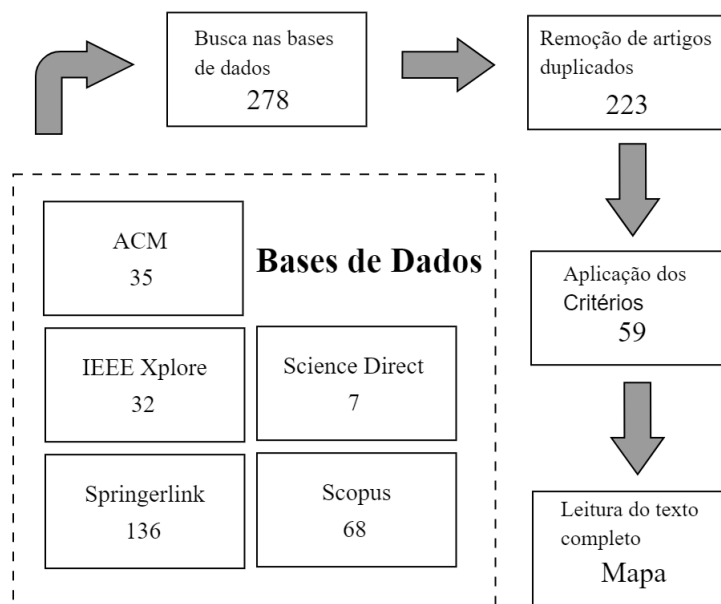 Busca nas bases
de dados
278
Remoção de artigos
duplicados
223
Bases de Dados
ACM
35
IEEE Xplore
32
Science Direct
7
Springerlink
136
Scopus
68
Aplicação dos
Critérios
59
Leitura do texto
completo
Mapa